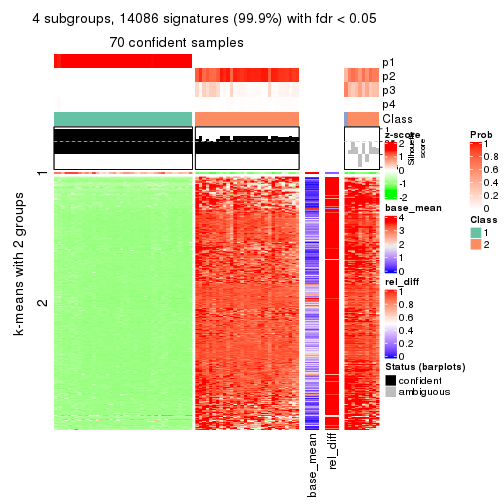 4 subgroups, 14086 signatures (99.9%) with fdr < 0.05
70 confident samples
p1
p2
p3
p4
Class
1
Silhouette
score
k-means with 2 groups
1
2
base_mean
rel_diff
z-score
2
1
0
-1
-2
base_mean
4
3
2
1
0
rel_diff
1
0.8
0.6
0.4
0.2
0
Status (barplots)
confident
ambiguous
Prob
1
0.8
0.6
0.4
0.2
0
Class
1
2